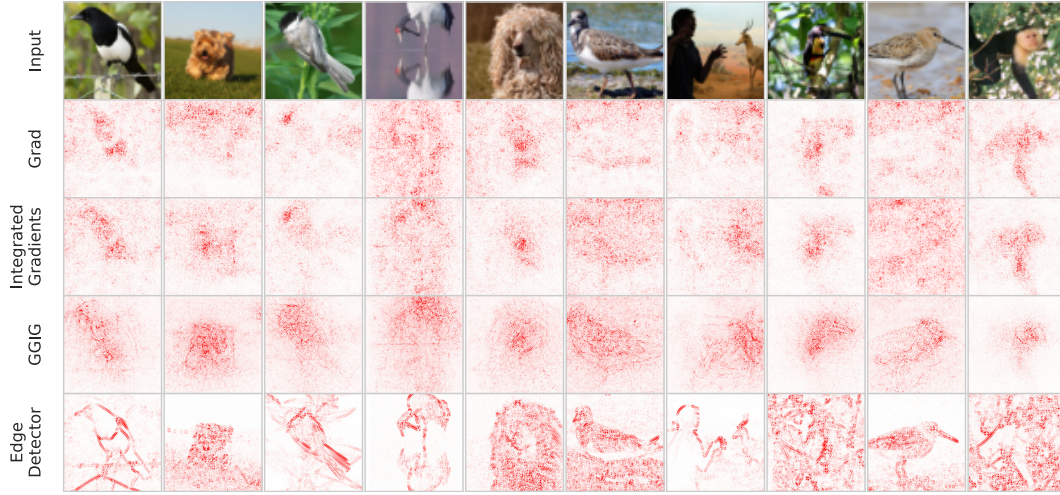 Input
Grad
Integrated
Gradients
GGIG
Edge
Detector